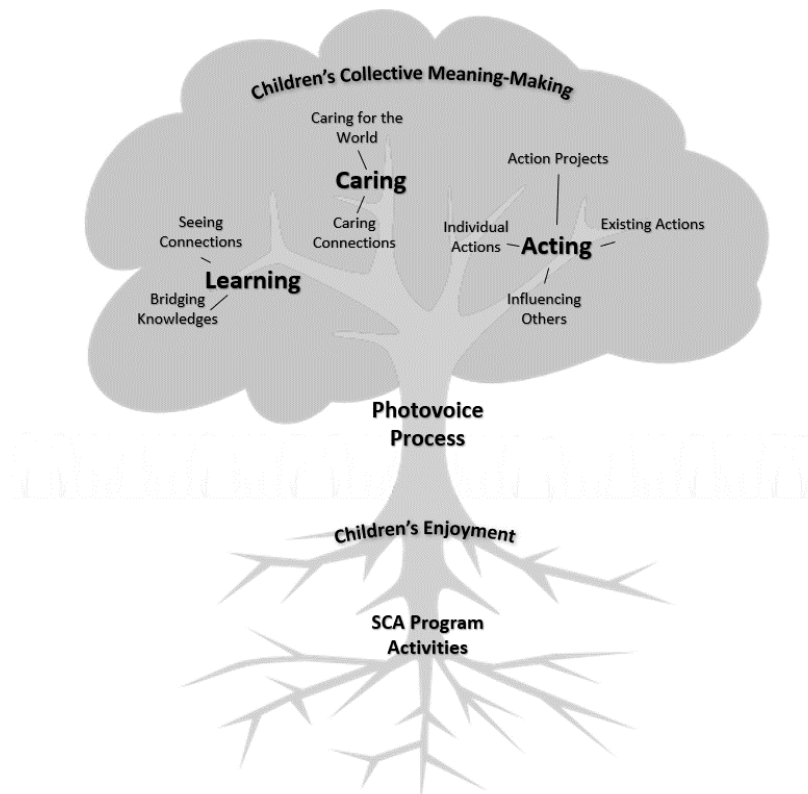 Children's Collective Meaning-Making
Caring for the
World
Caring
Caring
Connections
Seeing
Connections
Learning
Bridging
Knowledges
Action Projects
Individual
Actions
Acting
Existing Actions
Influencing
Others
Photovoice
Process
Children's Enjoyment
SCA Program
Activities